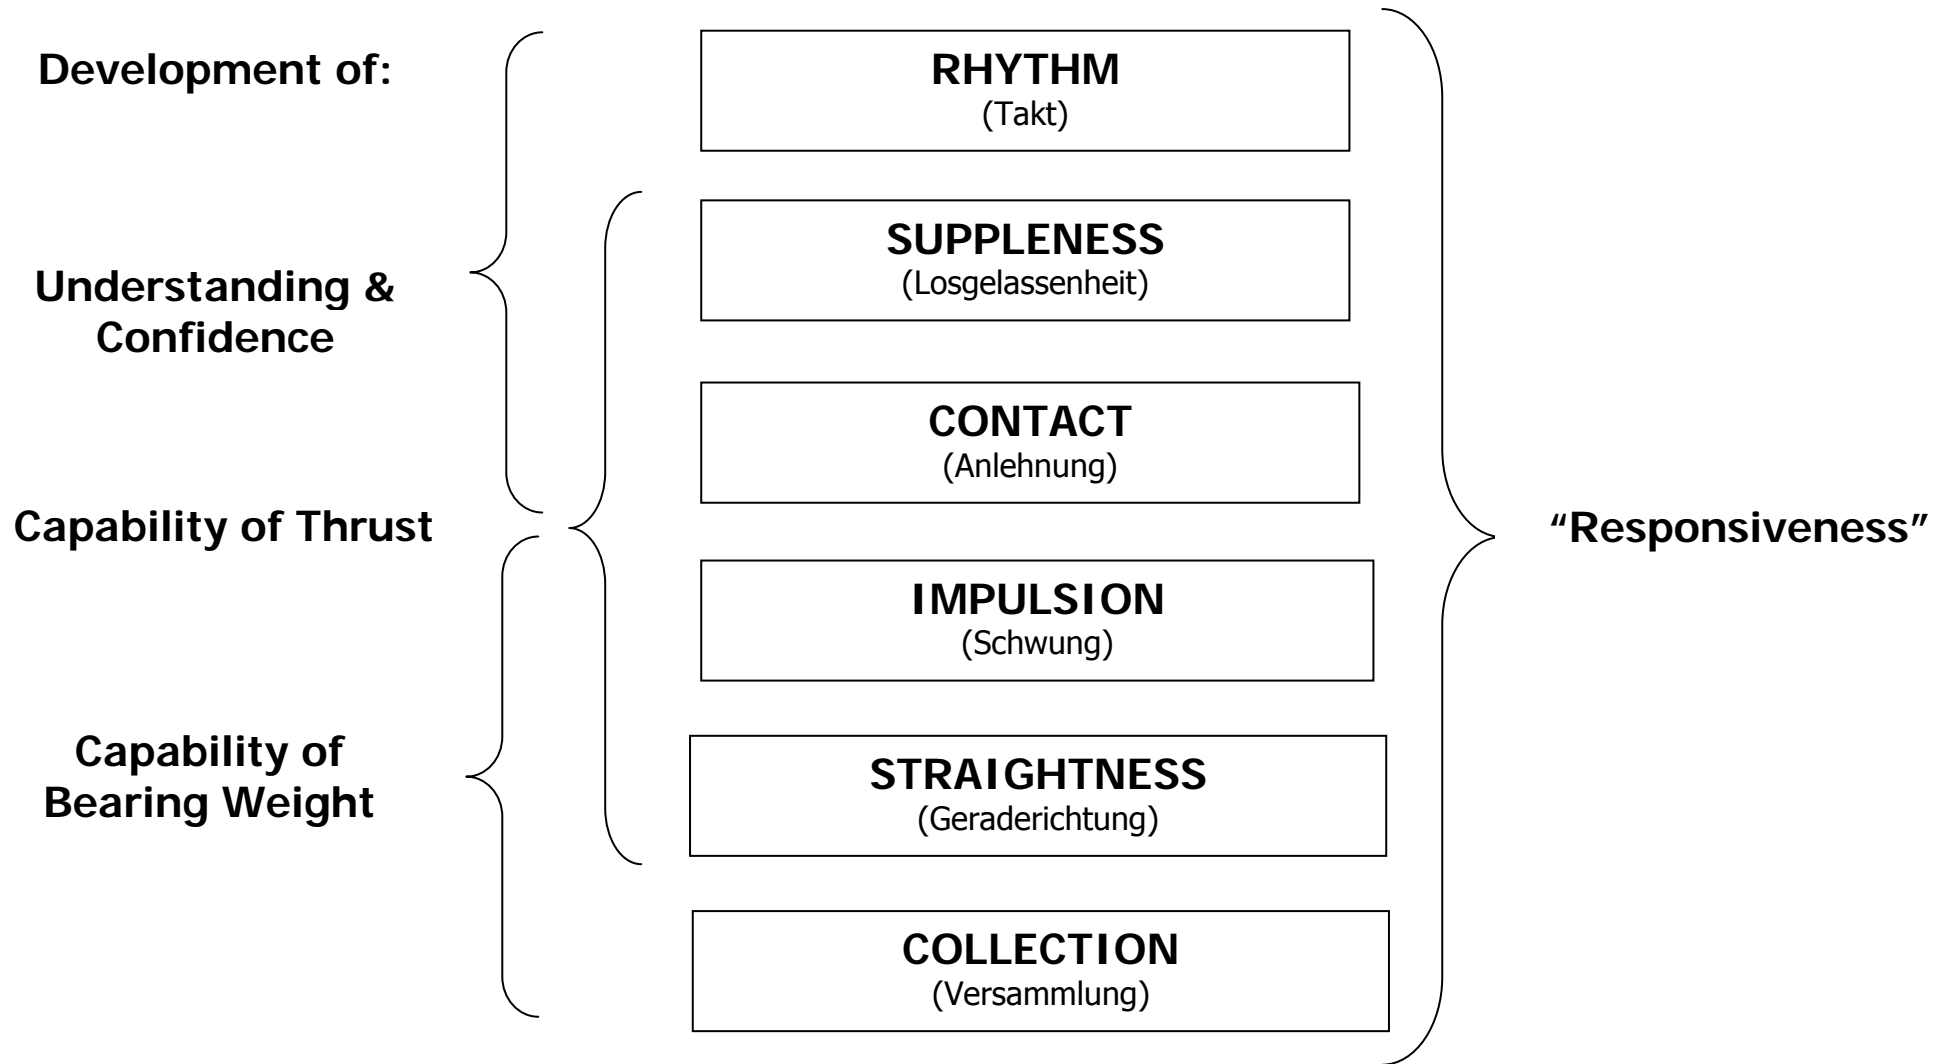 Development of:
Understanding &
Confidence
Capability of Thrust
Capability of
Bearing Weight
RHYTHM
(Takt)
SUPPLENESS
(Losgelassenheit)
CONTACT
(Anlehnung)
IMPULSION
(Schwung)
STRAIGHTNESS
(Geraderichtung)
COLLECTION
(Versammlung)
“Responsiveness”